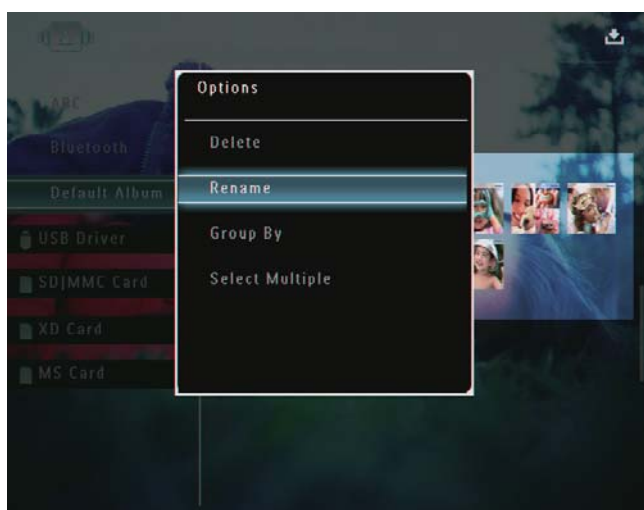 Options
Delete
Rename
Group By
Select Multiple
ABC
Bluetooth
Default Album
USB Driver
SD|MMC Card
XD Card
MS Card